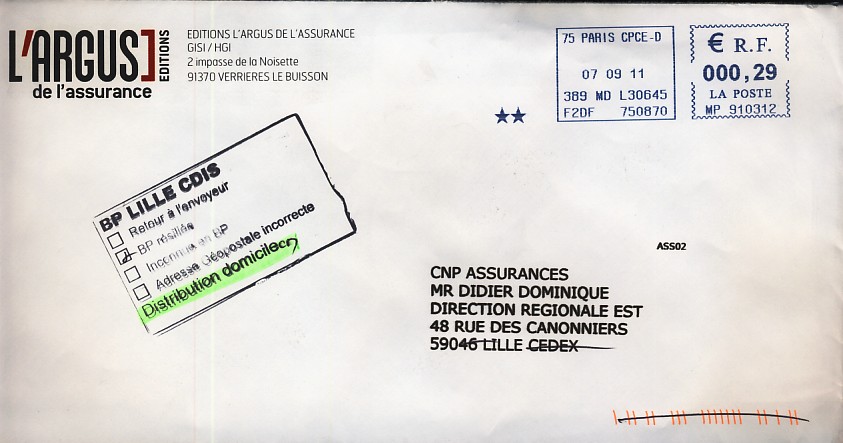 L'ARGUS
EDITIONS
de l'assurance
EDITIONS L'ARGUS DE L'ASSURANCE
GISI / HGI
2 impasse de la Noisette
91370 VERRIERES LE BUISSON
75 PARIS CPCE-D
07 09 11
389 MD L30645
F2DF 750870
€ R.F.
000,29
LA POSTE
MP 910312
BP LILLE CDIS
Retour à l'envoyeur
BP résiliée
Inconnu en BP
Adresse Géopostale incorrecte
Distribution domicile
ASS02
CNP ASSURANCES
MR DIDIER DOMINIQUE
DIRECTION REGIONALE EST
48 RUE DES CANONNIERS
59046 LILLE CEDEX